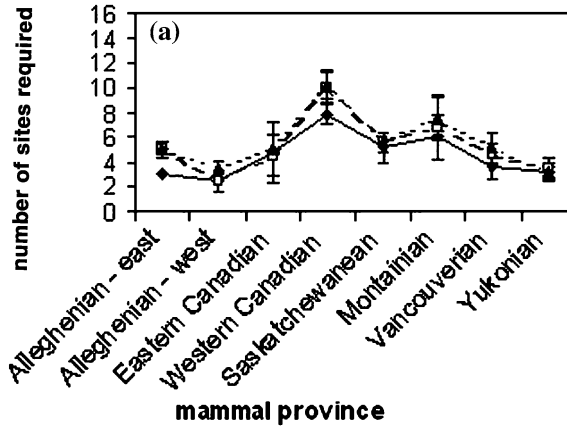 (a)
number of sites required
16
14
12
10
8
6
4
2
0
Alleghenian - east
Alleghenian - west
Eastern Canadian
Western Canadian
Saskatchewanean
Montainian
Vancouverian
Yukonian
mammal province